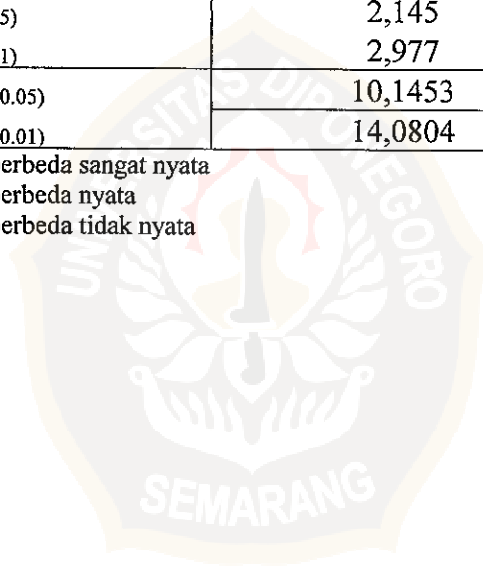 5) 2,145
1) 2,977
0.05) 10,1453
0.01) 14,0804
erbeda sangat nyata
erbeda nyata
erbeda tidak nyata
UNIVERSITAS DIPONEGORO
SEMARANG